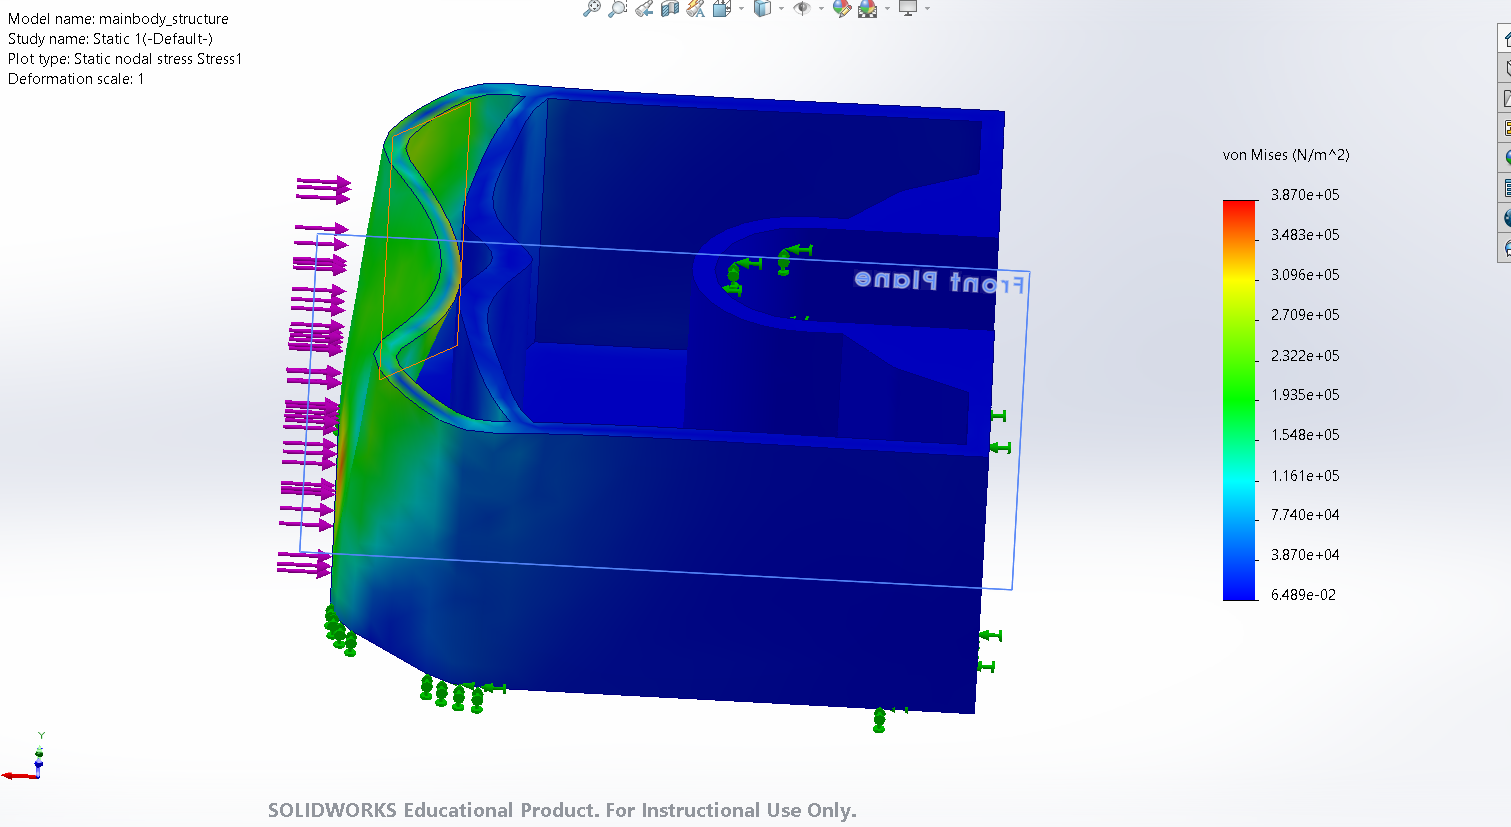 Model name: mainbody_structure
Study name: Static 1(-Default-)
Plot type: Static nodal stress Stress1
Deformation scale: 1
von Mises (N/m^2)
3.870e+05
3.483e+05
3.096e+05
2.709e+05
2.322e+05
1.935e+05
1.548e+05
1.161e+05
7.740e+04
3.870e+04
6.489e-02
Front Plane
Y
SOLIDWORKS Educational Product. For Instructional Use Only.